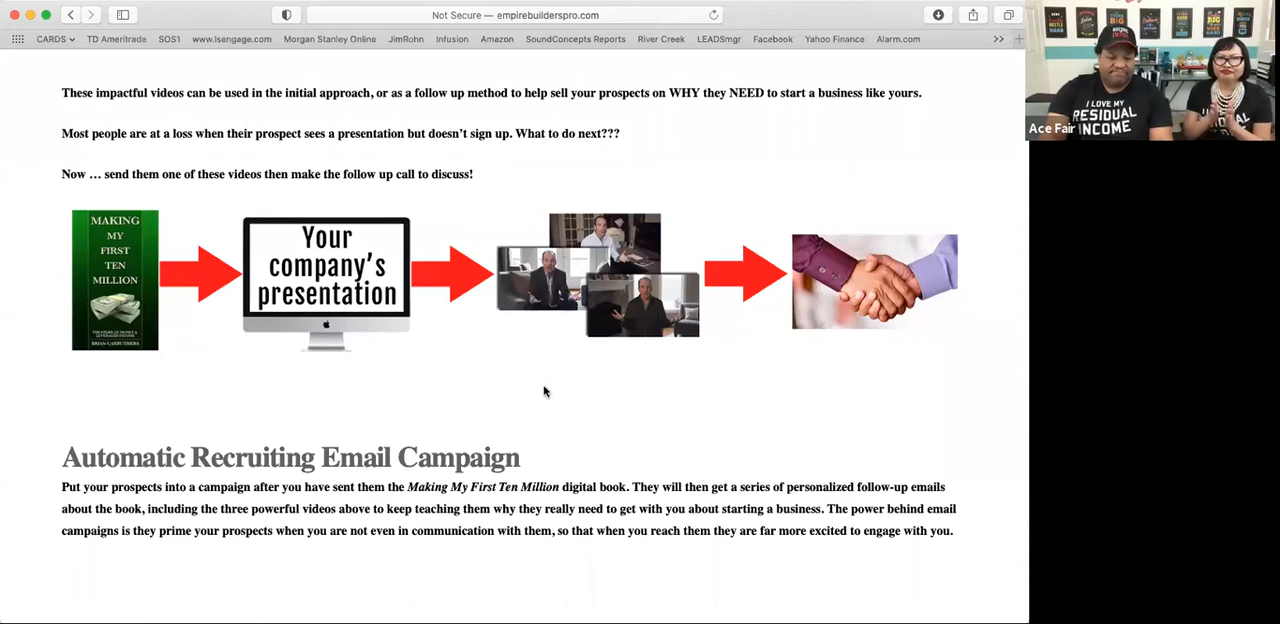 Not Secure — empirebuilderspro.com
CARDS TD Ameritrade SOS1 www.lsengage.com Morgan Stanley Online JimRohn Infusion Amazon SoundConcepts Reports River Creek LEADSmgr Facebook Yahoo Finance Alarm.com >>
These impactful videos can be used in the initial approach, or as a follow up method to help sell your prospects on WHY they NEED to start a business like yours.
Most people are at a loss when their prospect sees a presentation but doesn’t sign up. What to do next???
Now … send them one of these videos then make the follow up call to discuss!
MAKING
MY
FIRST
TEN
MILLION
BRIAN CARRUTHERS
Your
company’s
presentation
Automatic Recruiting Email Campaign
Put your prospects into a campaign after you have sent them the Making My First Ten Million digital book. They will then get a series of personalized follow-up emails
about the book, including the three powerful videos above to keep teaching them why they really need to get with you about starting a business. The power behind email
campaigns is they prime your prospects when you are not even in communication with them, so that when you reach them they are far more excited to engage with you.
I LOVE MY
RESIDUAL
INCOME
Ace Fair